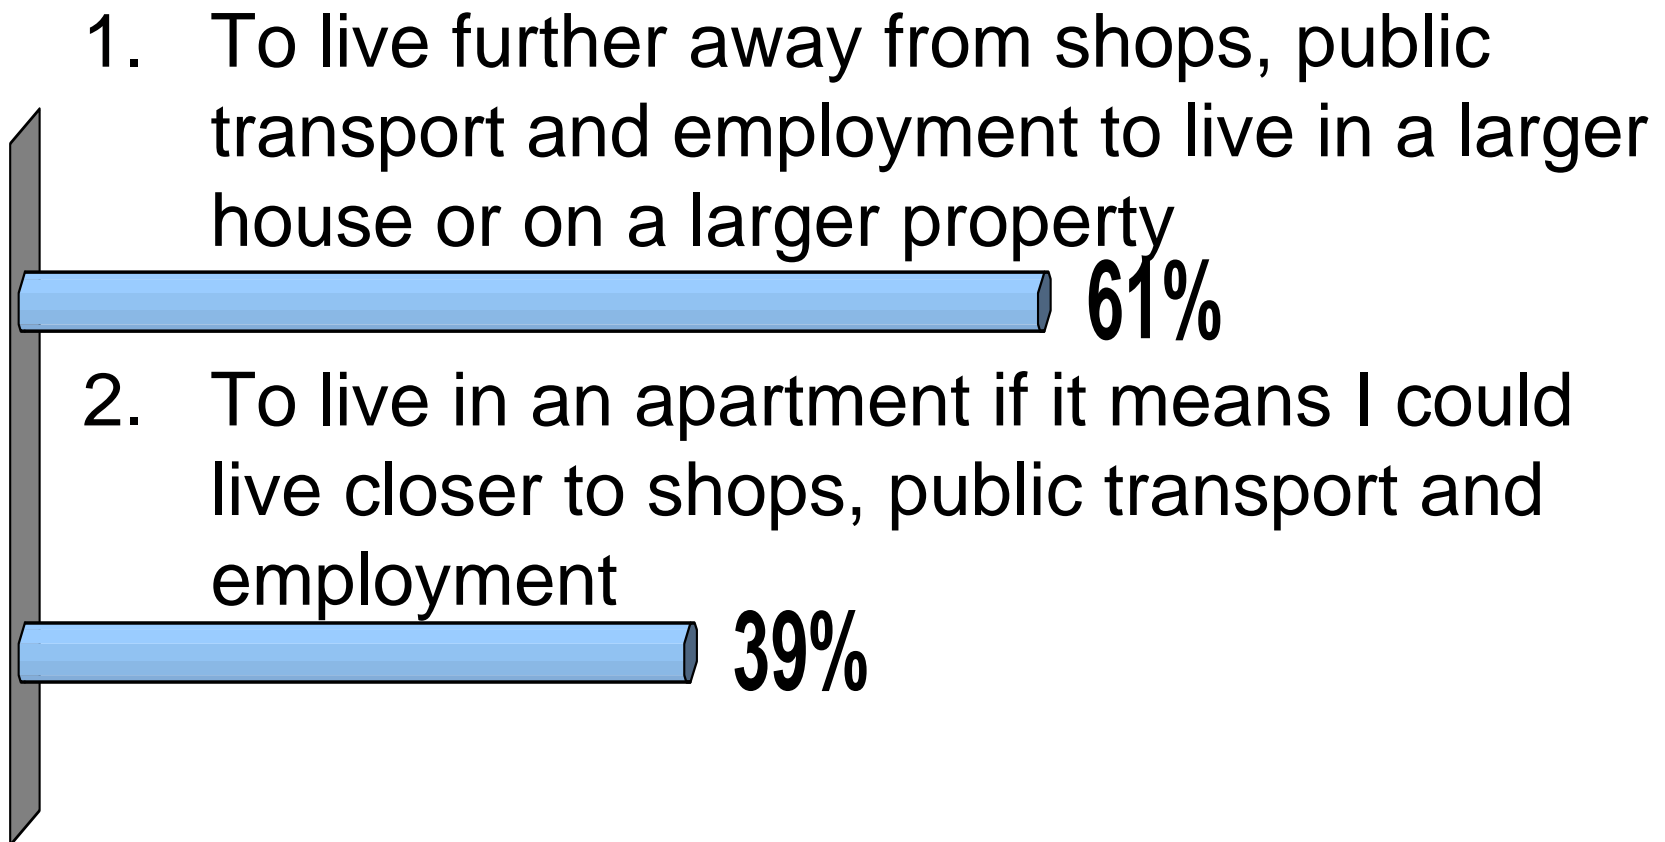 1. To live further away from shops, public
transport and employment to live in a larger
house or on a larger property
61%
2. To live in an apartment if it means I could
live closer to shops, public transport and
employment
39%